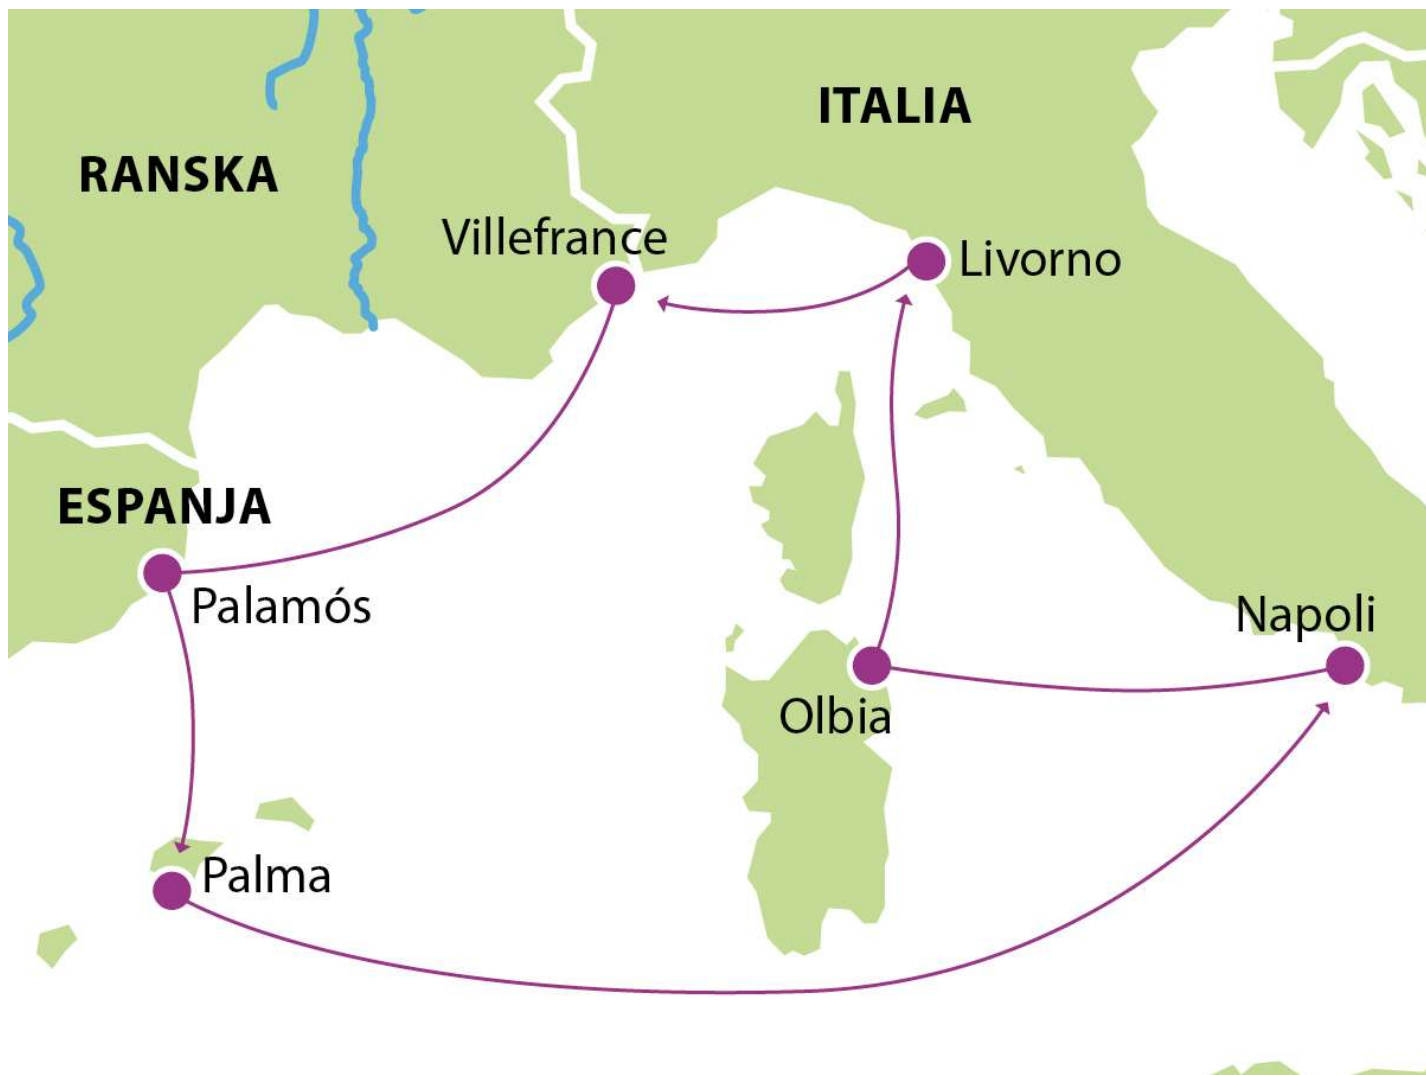 ITALIA
RANSKA
Villefrance
Livorno
ESPANJA
Palamós
Napoli
Olbia
Palma